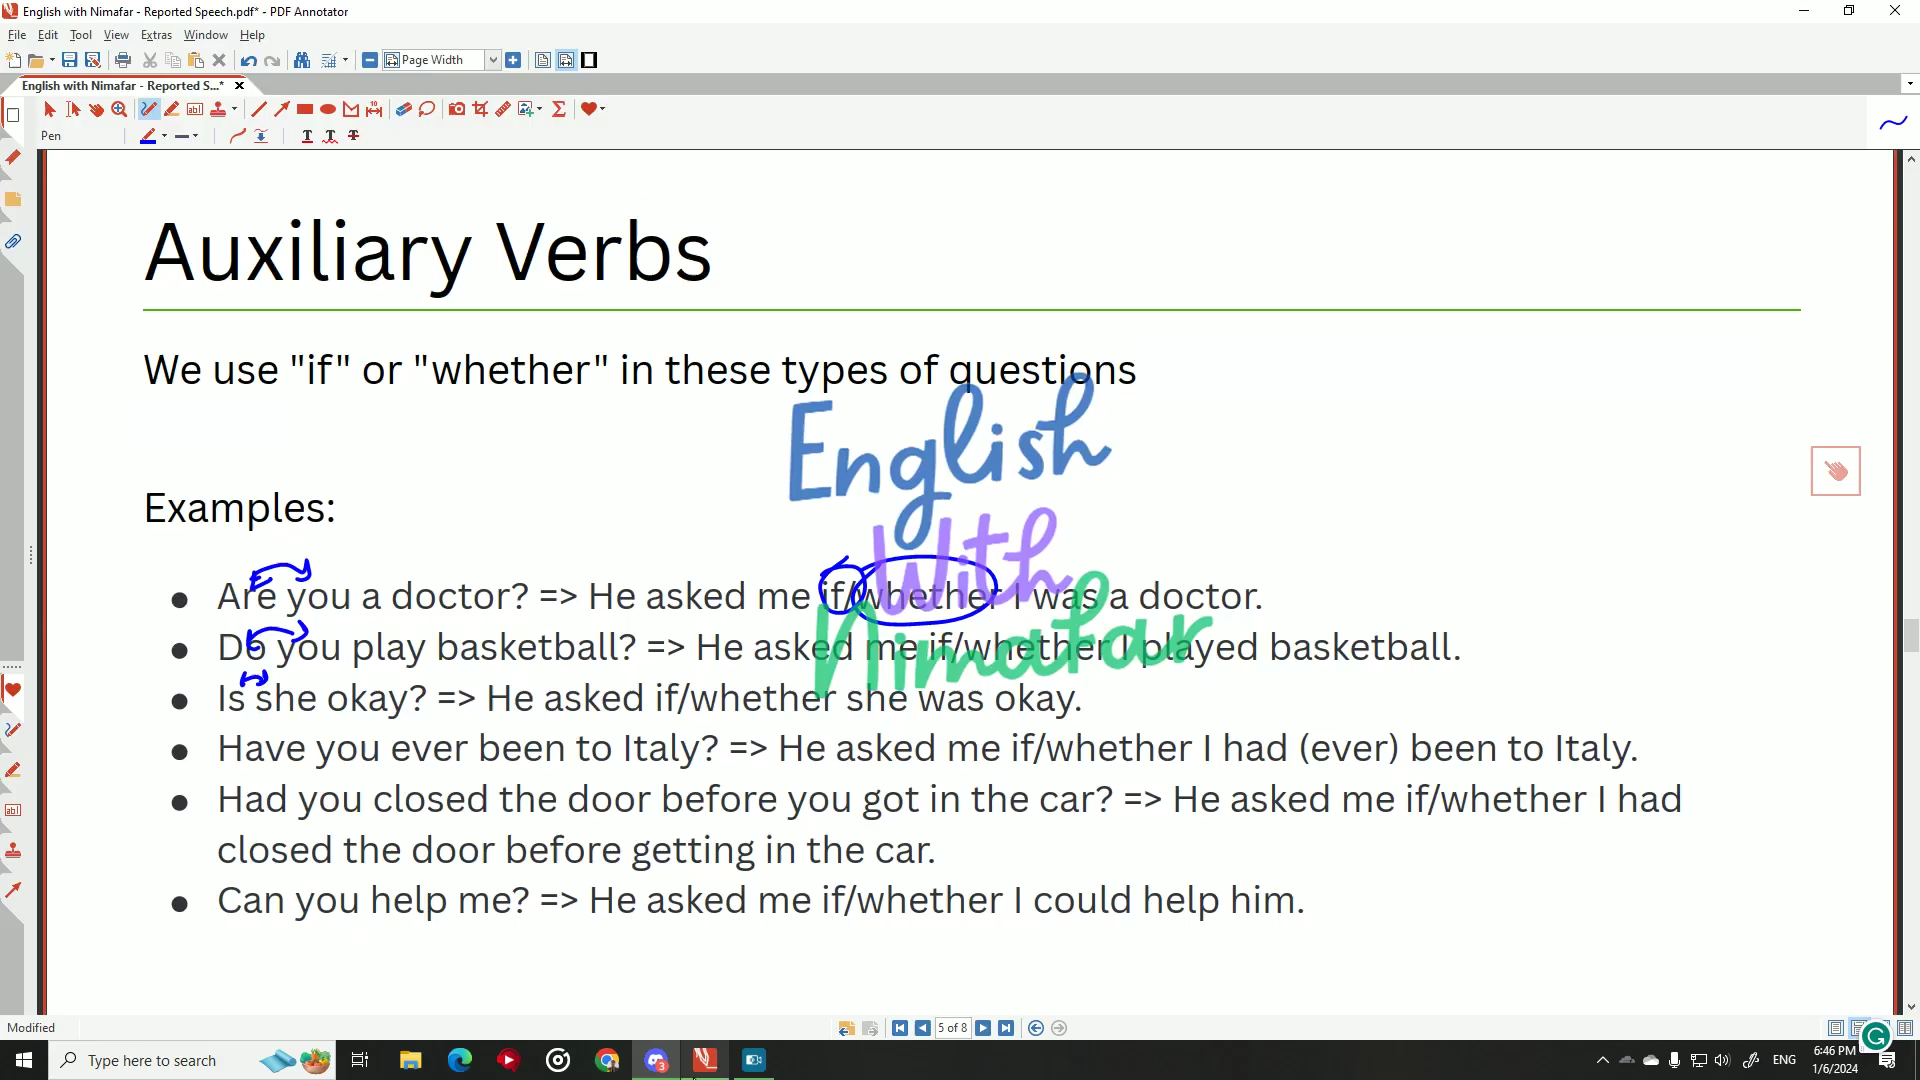 English with Nimafar - Reported Speech.pdf* - PDF Annotator
File Edit Tool View Extras Window Help
Page Width
English with Nimafar - Reported S...*
Pen
Auxiliary Verbs
We use "if" or "whether" in these types of questions
English
With
Nimafar
Examples:
Are you a doctor? => He asked me if/whether I was a doctor.
Do you play basketball? => He asked me if/whether I played basketball.
Is she okay? => He asked if/whether she was okay.
Have you ever been to Italy? => He asked me if/whether I had (ever) been to Italy.
Had you closed the door before you got in the car? => He asked me if/whether I had
closed the door before getting in the car.
Can you help me? => He asked me if/whether I could help him.
Modified
5 of 8
Type here to search
3
ENG
6:46 PM
1/6/2024